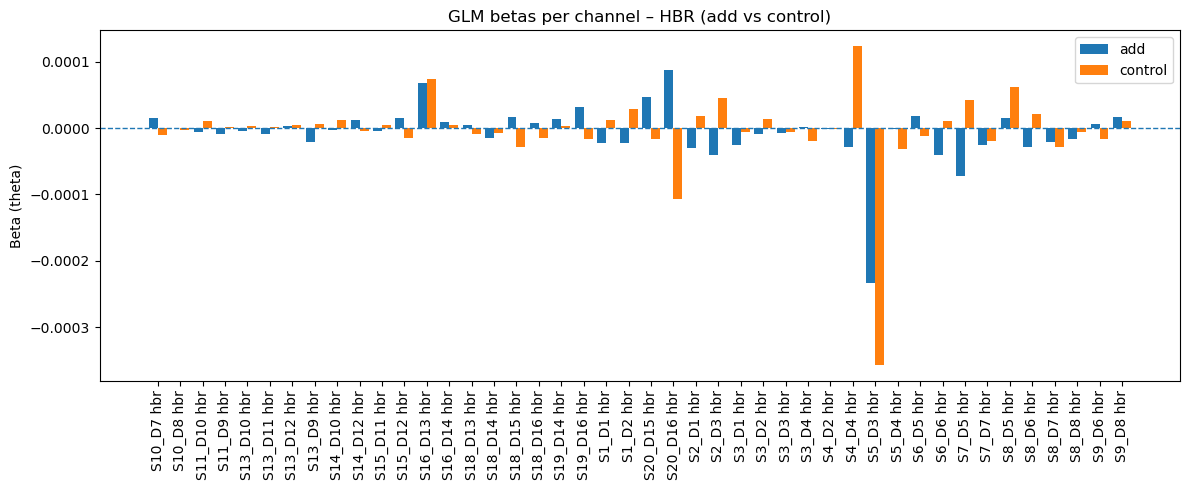 GLM betas per channel – HBR (add vs control)
add
control
Beta (theta)
0.0001
0.0000
−0.0001
−0.0002
−0.0003
S10_D7 hbr
S10_D8 hbr
S11_D10 hbr
S11_D9 hbr
S13_D10 hbr
S13_D11 hbr
S13_D12 hbr
S13_D9 hbr
S14_D10 hbr
S14_D12 hbr
S15_D11 hbr
S15_D12 hbr
S16_D13 hbr
S16_D14 hbr
S18_D13 hbr
S18_D14 hbr
S18_D15 hbr
S18_D16 hbr
S19_D14 hbr
S19_D16 hbr
S1_D1 hbr
S1_D2 hbr
S20_D15 hbr
S20_D16 hbr
S2_D1 hbr
S2_D3 hbr
S3_D1 hbr
S3_D2 hbr
S3_D3 hbr
S3_D4 hbr
S4_D2 hbr
S4_D4 hbr
S5_D3 hbr
S5_D4 hbr
S6_D5 hbr
S6_D6 hbr
S7_D5 hbr
S7_D7 hbr
S8_D5 hbr
S8_D6 hbr
S8_D7 hbr
S8_D8 hbr
S9_D6 hbr
S9_D8 hbr